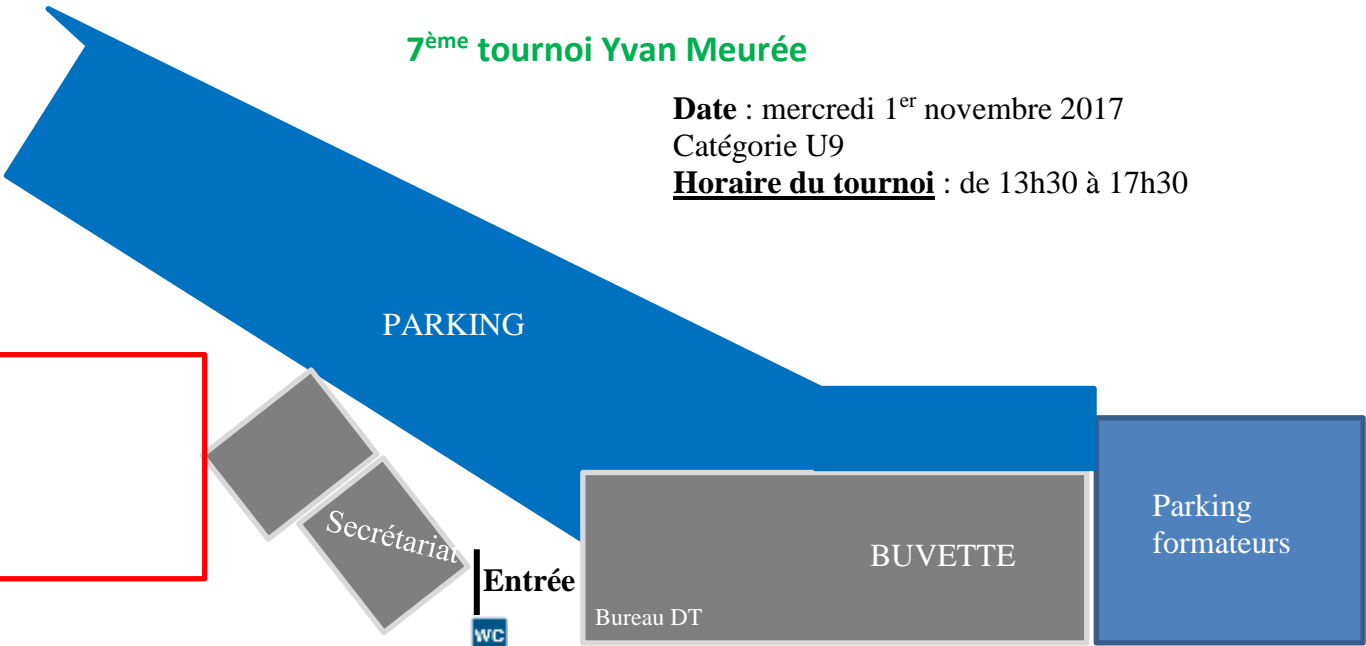 7ème tournoi Yvan Meurée
Date : mercredi 1er novembre 2017
Catégorie U9
Horaire du tournoi : de 13h30 à 17h30
PARKING
Secrétariat
Parking
formateurs
BUVETTE
Entrée
Bureau DT
WC